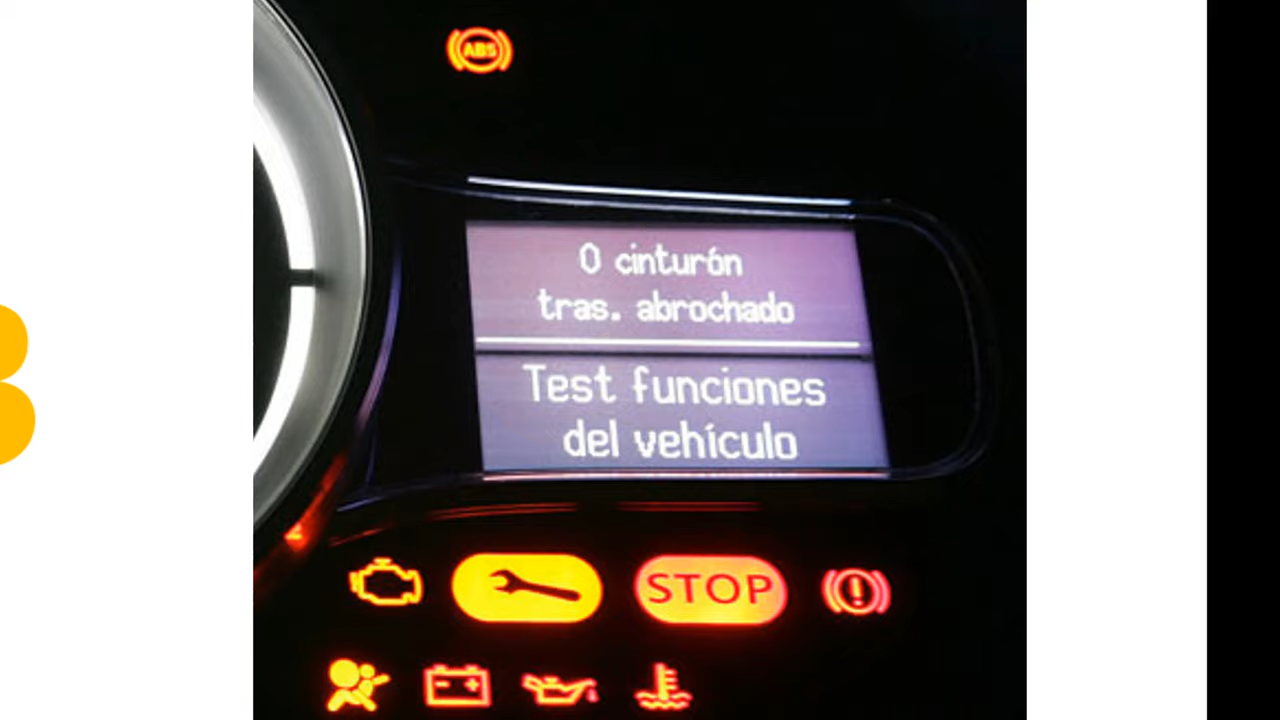 ABS
0 cinturón
tras. abrochado
Test funciones
del vehículo
STOP